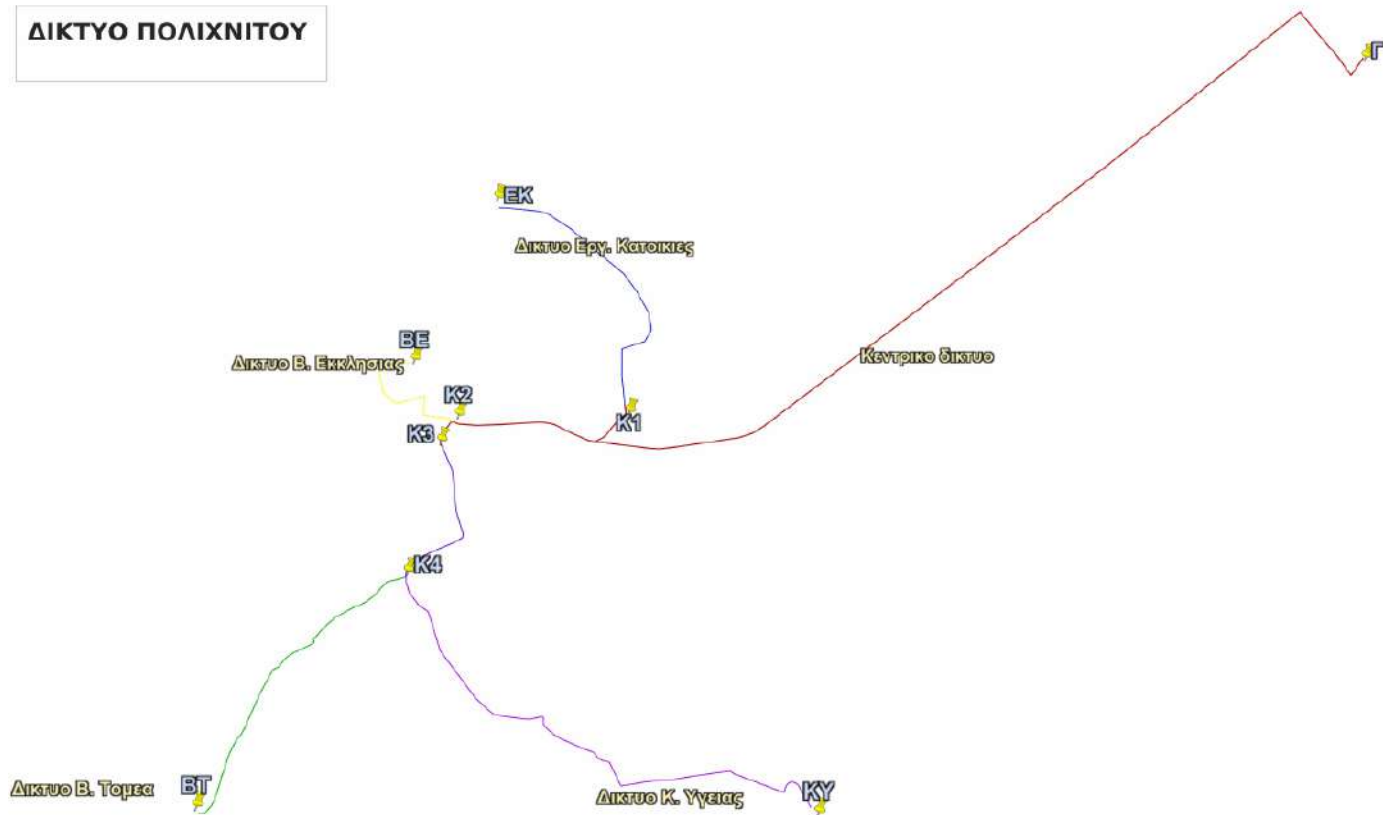 ΔΙΚΤΥΟ ΠΟΛΙΧΝΙΤΟΥ
Γ
ΕΚ
Δικτυο Εργ. Κατοικιες
ΒΕ
Δικτυο Β. Εκκλησιας
Κεντρικο δικτυο
Κ2
Κ1
Κ3
Κ4
ΒΤ
Δικτυο Β. Τομεα
Δικτυο Κ. Υγειας
ΚΥ